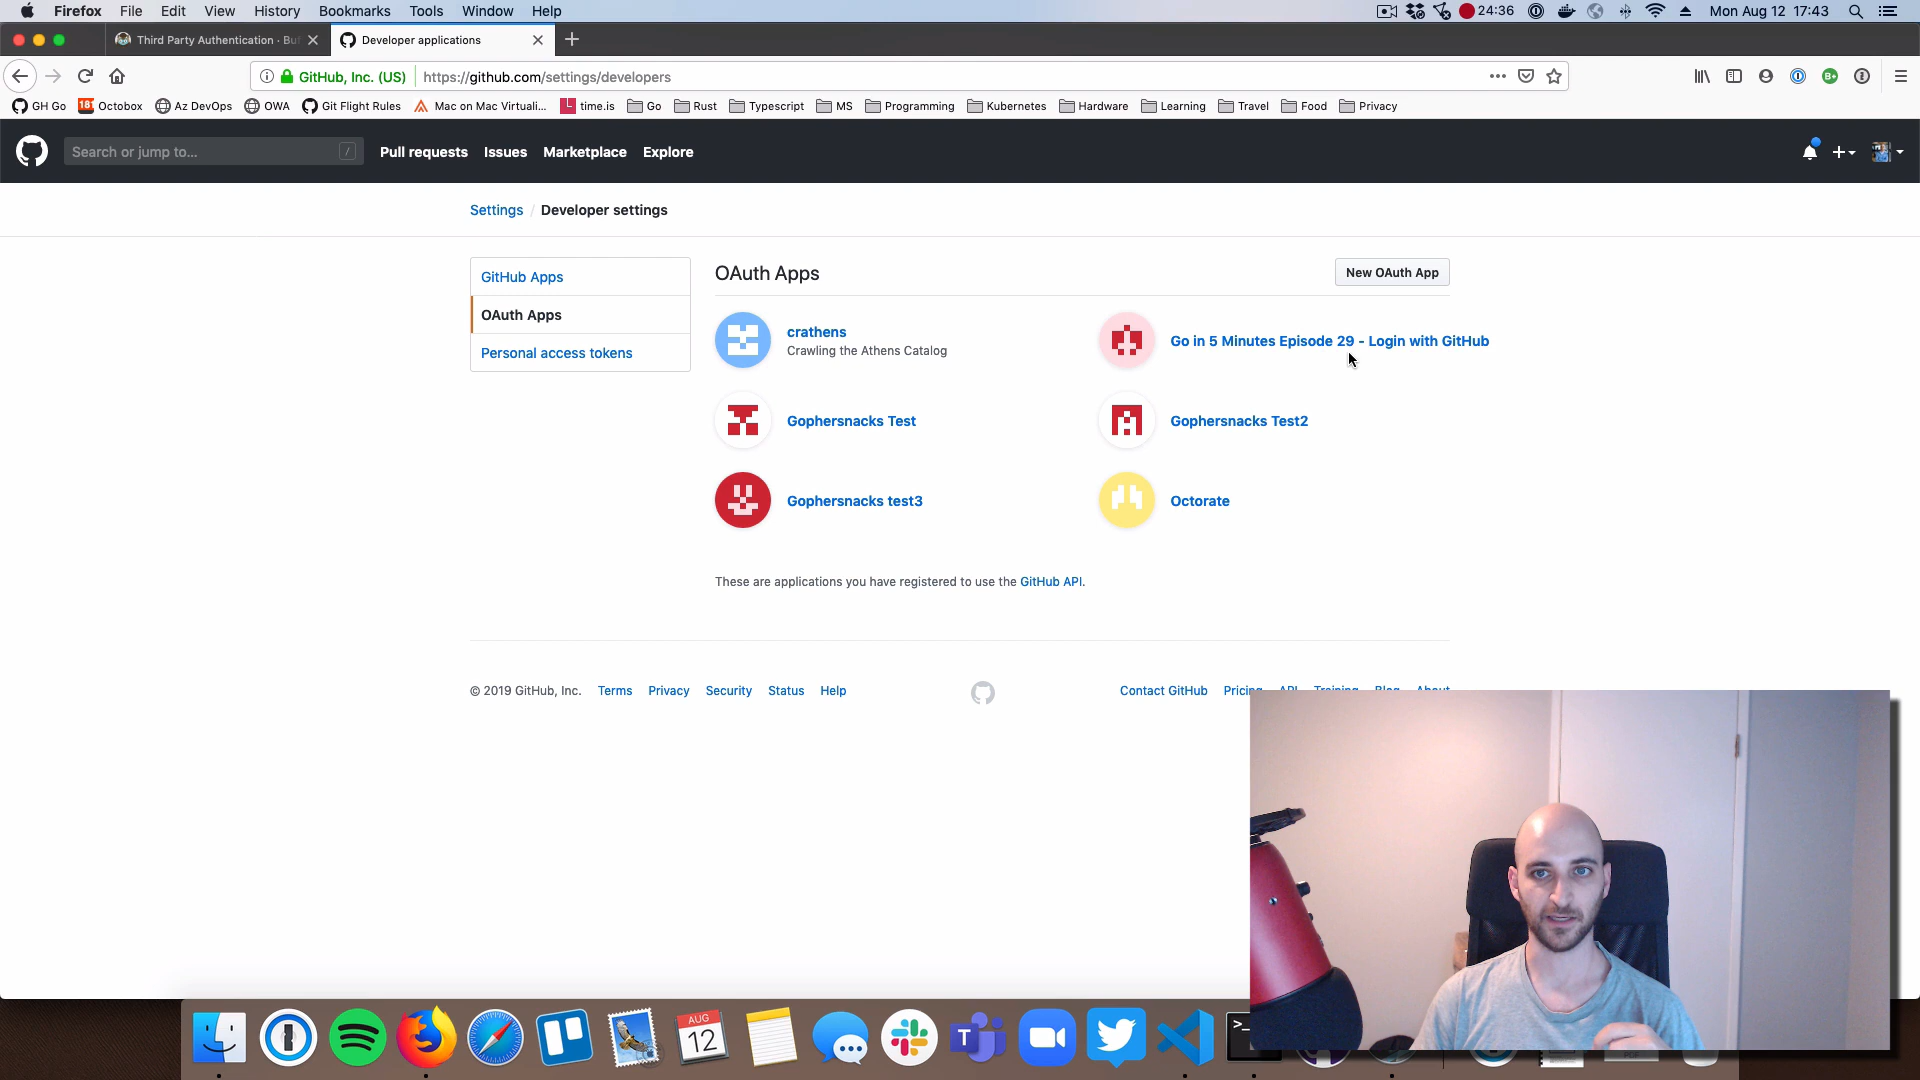 Firefox File Edit View History Bookmarks Tools Window Help 24:36 Mon Aug 12 17:43
Third Party Authentication · Bu Developer applications
GitHub, Inc. (US) https://github.com/settings/developers
GH Go Octobox Az DevOps OWA Git Flight Rules Mac on Mac Virtuali... time.is Go Rust Typescript MS Programming Kubernetes Hardware Learning Travel Food Privacy
Search or jump to... / Pull requests Issues Marketplace Explore
Settings / Developer settings
GitHub Apps
OAuth Apps
Personal access tokens
OAuth Apps New OAuth App
crathens
Crawling the Athens Catalog
Go in 5 Minutes Episode 29 - Login with GitHub
Gophersnacks Test Gophersnacks Test2
Gophersnacks test3 Octorate
These are applications you have registered to use the GitHub API.
© 2019 GitHub, Inc. Terms Privacy Security Status Help Contact GitHub Pricing API Training Blog About
AUG
12